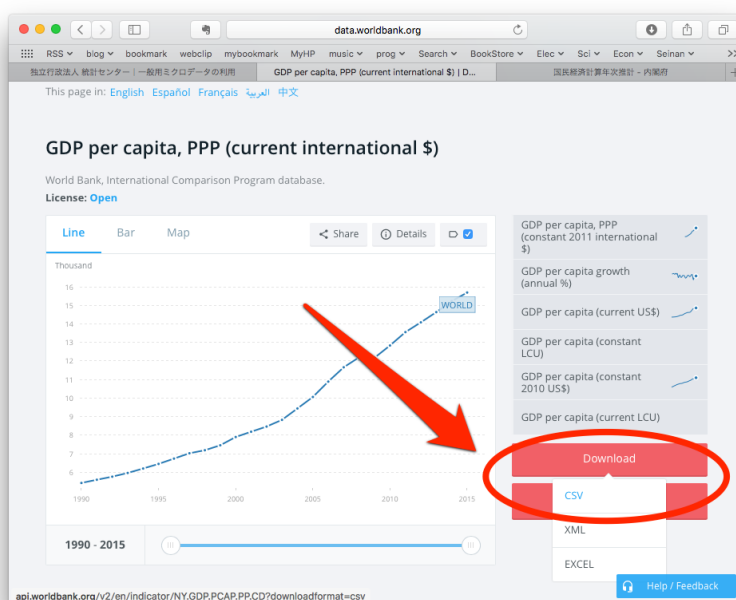 data.worldbank.org
RSS blog bookmark webclip mybookmark MyHP music prog Search BookStore Elec Sci Econ Seinan
独立行政法人 統計センター｜一般用ミクロデータの利用
GDP per capita, PPP (current international $) | D...
国民経済計算年次推計 - 内閣府
This page in: English Español Français العربية 中文
GDP per capita, PPP (current international $)
World Bank, International Comparison Program database.
License: Open
Line Bar Map
Share Details
Thousand
16
15
14
13
12
11
10
9
8
7
6
WORLD
1990 1995 2000 2005 2010 2015
1990 - 2015
GDP per capita, PPP
(constant 2011 international
$)
GDP per capita growth
(annual %)
GDP per capita (current US$)
GDP per capita (constant
LCU)
GDP per capita (constant
2010 US$)
GDP per capita (current LCU)
Download
CSV
XML
EXCEL
Help / Feedback
api.worldbank.org/v2/en/indicator/NY.GDP.PCAP.PP.CD?downloadformat=csv